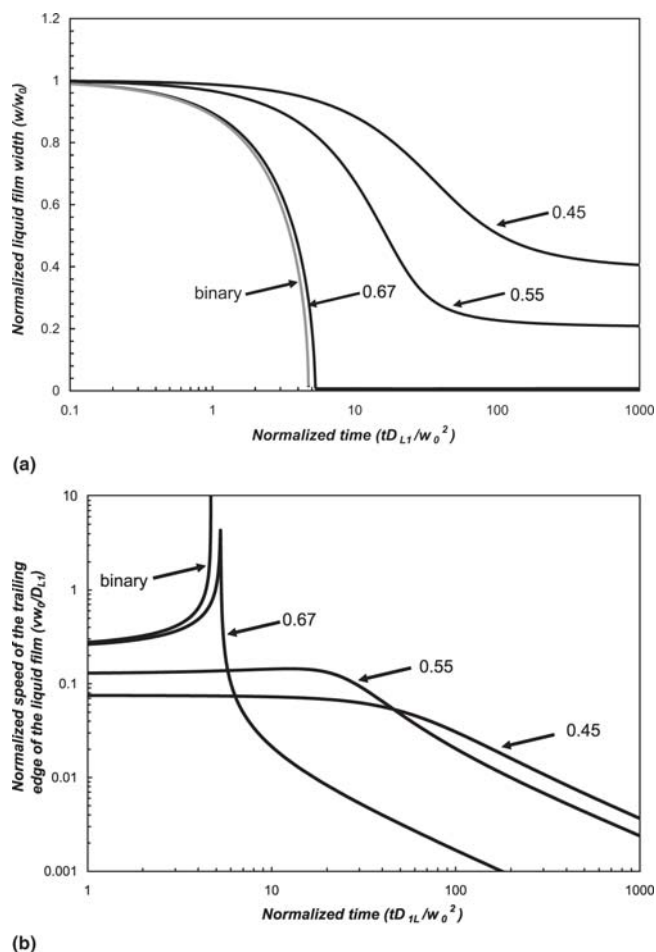 1.2
1
0.8
0.6
0.4
0.2
0
Normalized liquid film width (w/w0)
0.45
binary
0.67
0.55
0.1 1 10 100 1000
Normalized time (tDL1/w0²)
(a)
10
1
0.1
0.01
0.001
Normalized speed of the trailing
edge of the liquid film (vw0/DL1)
binary
0.67
0.55
0.45
1 10 100 1000
Normalized time (tD1L/w0²)
(b)